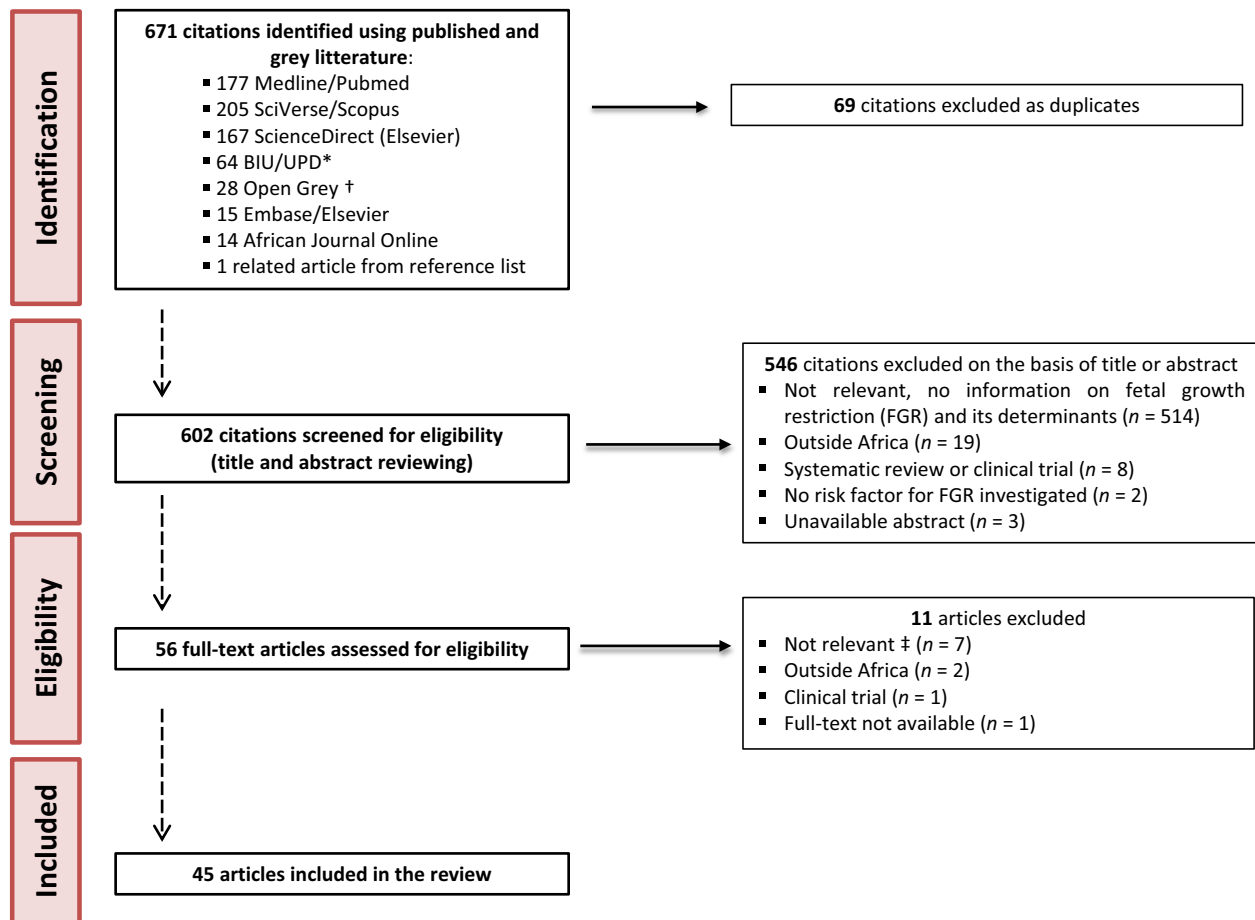 Identification
671 citations identified using published and
grey litterature:
▪ 177 Medline/Pubmed
▪ 205 SciVerse/Scopus
▪ 167 ScienceDirect (Elsevier)
▪ 64 BIU/UPD*
▪ 28 Open Grey †
▪ 15 Embase/Elsevier
▪ 14 African Journal Online
▪ 1 related article from reference list
69 citations excluded as duplicates
Screening
602 citations screened for eligibility
(title and abstract reviewing)
546 citations excluded on the basis of title or abstract
▪ Not relevant, no information on fetal growth
restriction (FGR) and its determinants (n = 514)
▪ Outside Africa (n = 19)
▪ Systematic review or clinical trial (n = 8)
▪ No risk factor for FGR investigated (n = 2)
▪ Unavailable abstract (n = 3)
Eligibility
56 full-text articles assessed for eligibility
11 articles excluded
▪ Not relevant ‡ (n = 7)
▪ Outside Africa (n = 2)
▪ Clinical trial (n = 1)
▪ Full-text not available (n = 1)
Included
45 articles included in the review